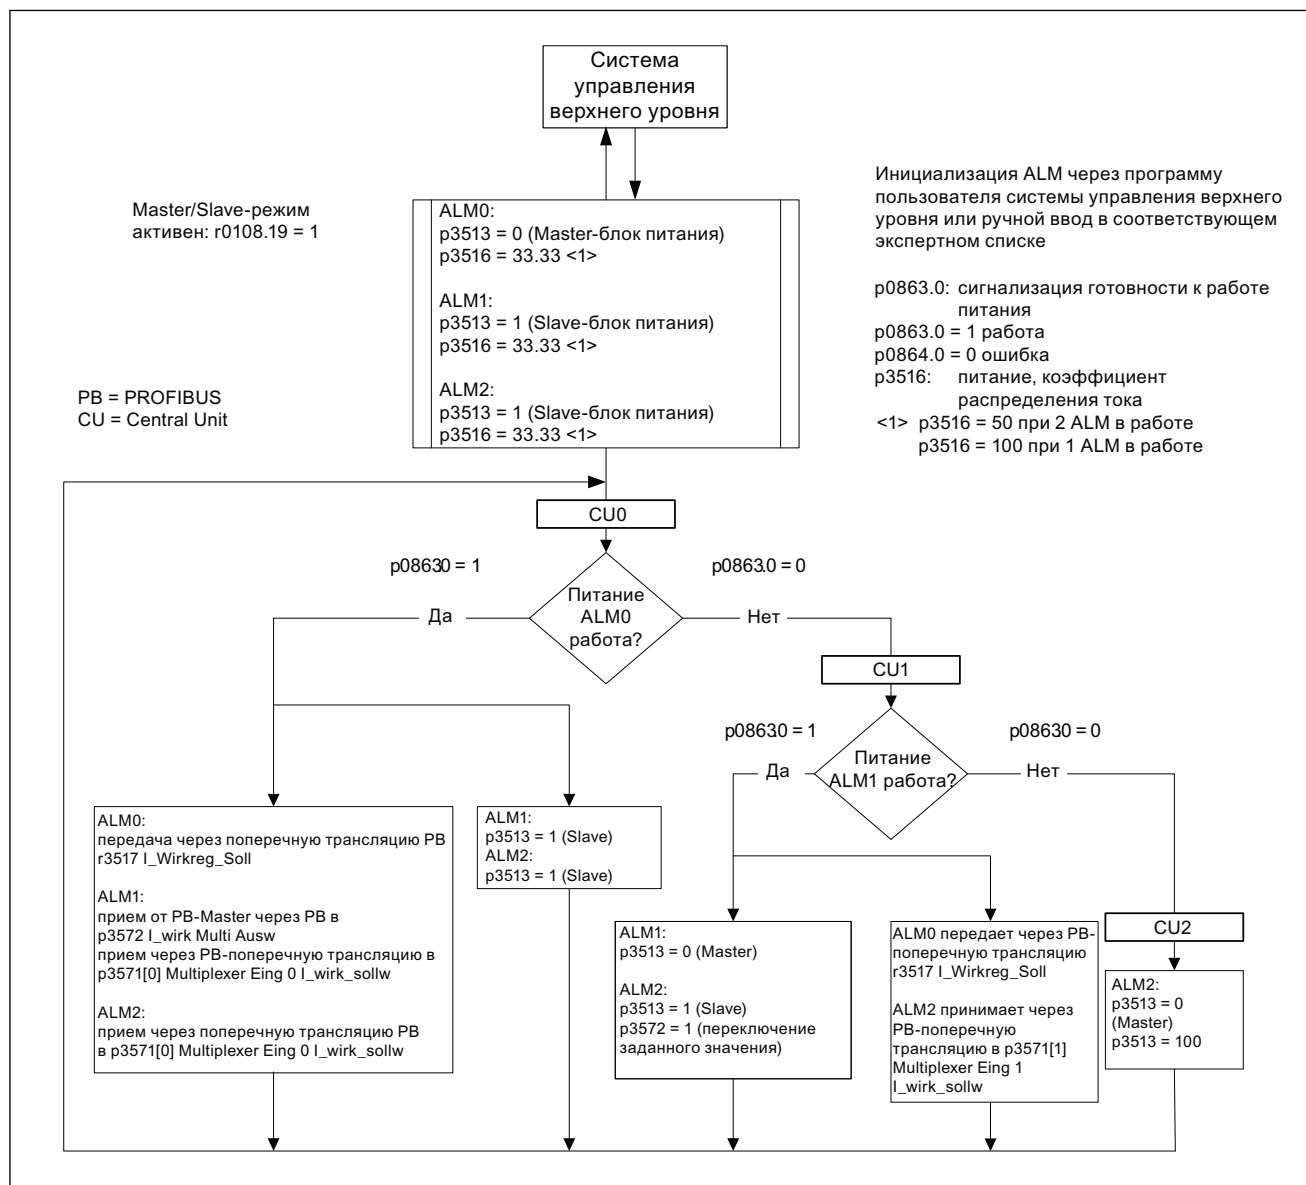 Система
управления
верхнего уровня
Master/Slave-режим
активен: r0108.19 = 1
PB = PROFIBUS
CU = Central Unit
ALM0:
p3513 = 0 (Master-блок питания)
p3516 = 33.33 <1>
ALM1:
p3513 = 1 (Slave-блок питания)
p3516 = 33.33 <1>
ALM2:
p3513 = 1 (Slave-блок питания)
p3516 = 33.33 <1>
Инициализация ALM через программу
пользователя системы управления верхнего
уровня или ручной ввод в соответствующем
экспертном списке
p0863.0: сигнализация готовности к работе
питания
p0863.0 = 1 работа
p0864.0 = 0 ошибка
p3516: питание, коэффициент
распределения тока
<1> p3516 = 50 при 2 ALM в работе
p3516 = 100 при 1 ALM в работе
CU0
p0863.0 = 1
p0863.0 = 0
Питание
ALM0
работа?
Да
Нет
CU1
p0863.0 = 1
p0863.0 = 0
Питание
ALM1 работа?
Да
Нет
ALM0:
передача через поперечную трансляцию PB
r3517 I_Wirkreg_Soll
ALM1:
прием от PB-Master через PB в
p3572 I_wirk Multi Ausw
прием через PB-поперечную трансляцию в
p3571[0] Multiplexer Eing 0 I_wirk_sollw
ALM2:
прием через поперечную трансляцию PB
в p3571[0] Multiplexer Eing 0 I_wirk_sollw
ALM1:
p3513 = 1 (Slave)
ALM2:
p3513 = 1 (Slave)
ALM1:
p3513 = 0 (Master)
ALM2:
p3513 = 1 (Slave)
p3572 = 1 (переключение
заданного значения)
ALM0 передает через PB-
поперечную трансляцию
r3517 I_Wirkreg_Soll
ALM2 принимает через
PB-поперечную
трансляцию в p3571[1]
Multiplexer Eing 1
I_wirk_sollw
CU2
ALM2:
p3513 = 0
(Master)
p3513 = 100